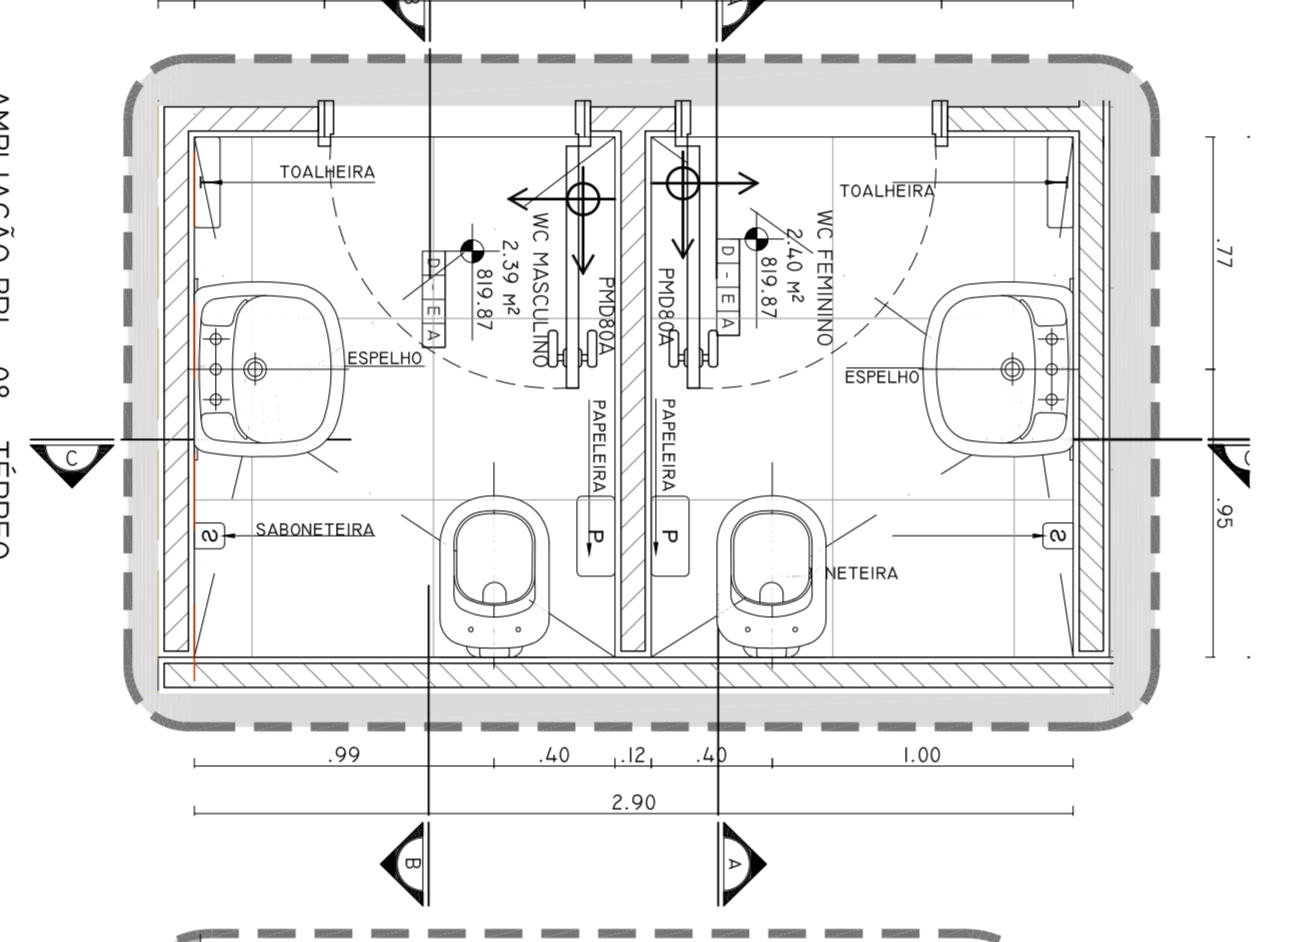 TOALHEIRA
TOALHEIRA
WC MASCULINO
2.39 M²
819.87
D - E A
PMD80A
WC FEMININO
2.40 M²
819.87
D - E A
PMD80A
ESPELHO
ESPELHO
PAPELEIRA
PAPELEIRA
P
P
S
SABONETEIRA
S
NETEIRA
C
.77
.95
.99
.40
.12
.40
1.00
2.90
B
A
TÉRREO